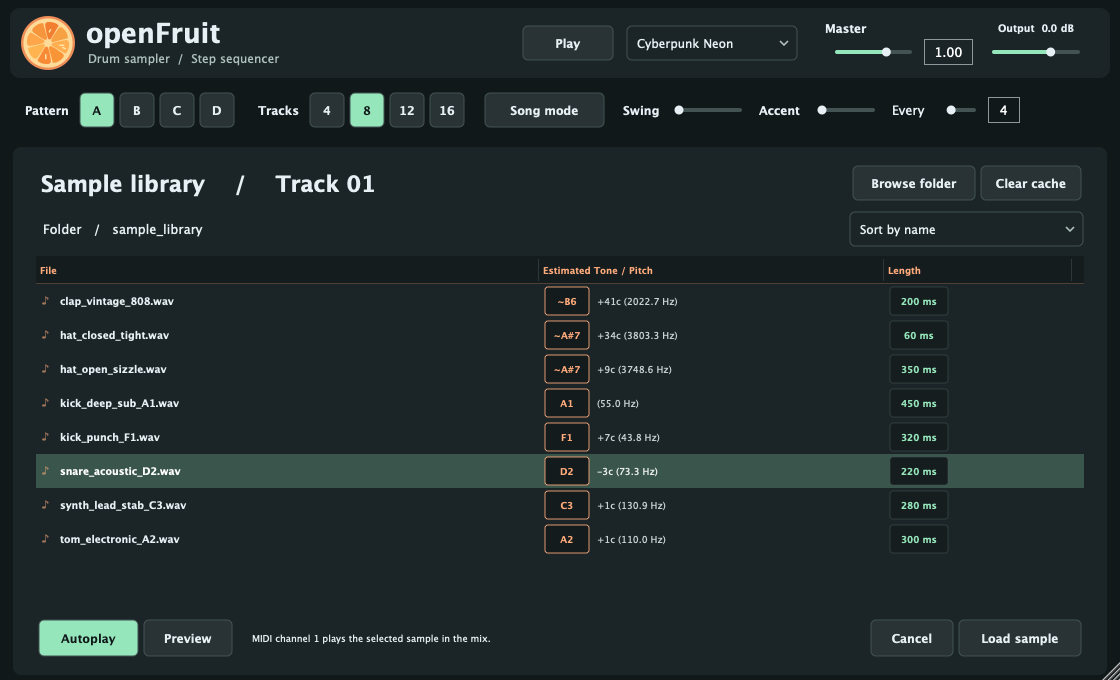 openFruit
Drum sampler / Step sequencer
Play
Cyberpunk Neon
Master
1.00
Output 0.0 dB
Pattern A B C D
Tracks 4 8 12 16
Song mode
Swing
Accent
Every
4
Sample library / Track 01
Browse folder
Clear cache
Folder / sample_library
Sort by name
File Estimated Tone / Pitch Length
clap_vintage_808.wav ~B6 +41c (2022.7 Hz) 200 ms
hat_closed_tight.wav ~A#7 +34c (3803.3 Hz) 60 ms
hat_open_sizzle.wav ~A#7 +9c (3748.6 Hz) 350 ms
kick_deep_sub_A1.wav A1 (55.0 Hz) 450 ms
kick_punch_F1.wav F1 +7c (43.8 Hz) 320 ms
snare_acoustic_D2.wav D2 −3c (73.3 Hz) 220 ms
synth_lead_stab_C3.wav C3 +1c (130.9 Hz) 280 ms
tom_electronic_A2.wav A2 +1c (110.0 Hz) 300 ms
Autoplay
Preview
MIDI channel 1 plays the selected sample in the mix.
Cancel
Load sample